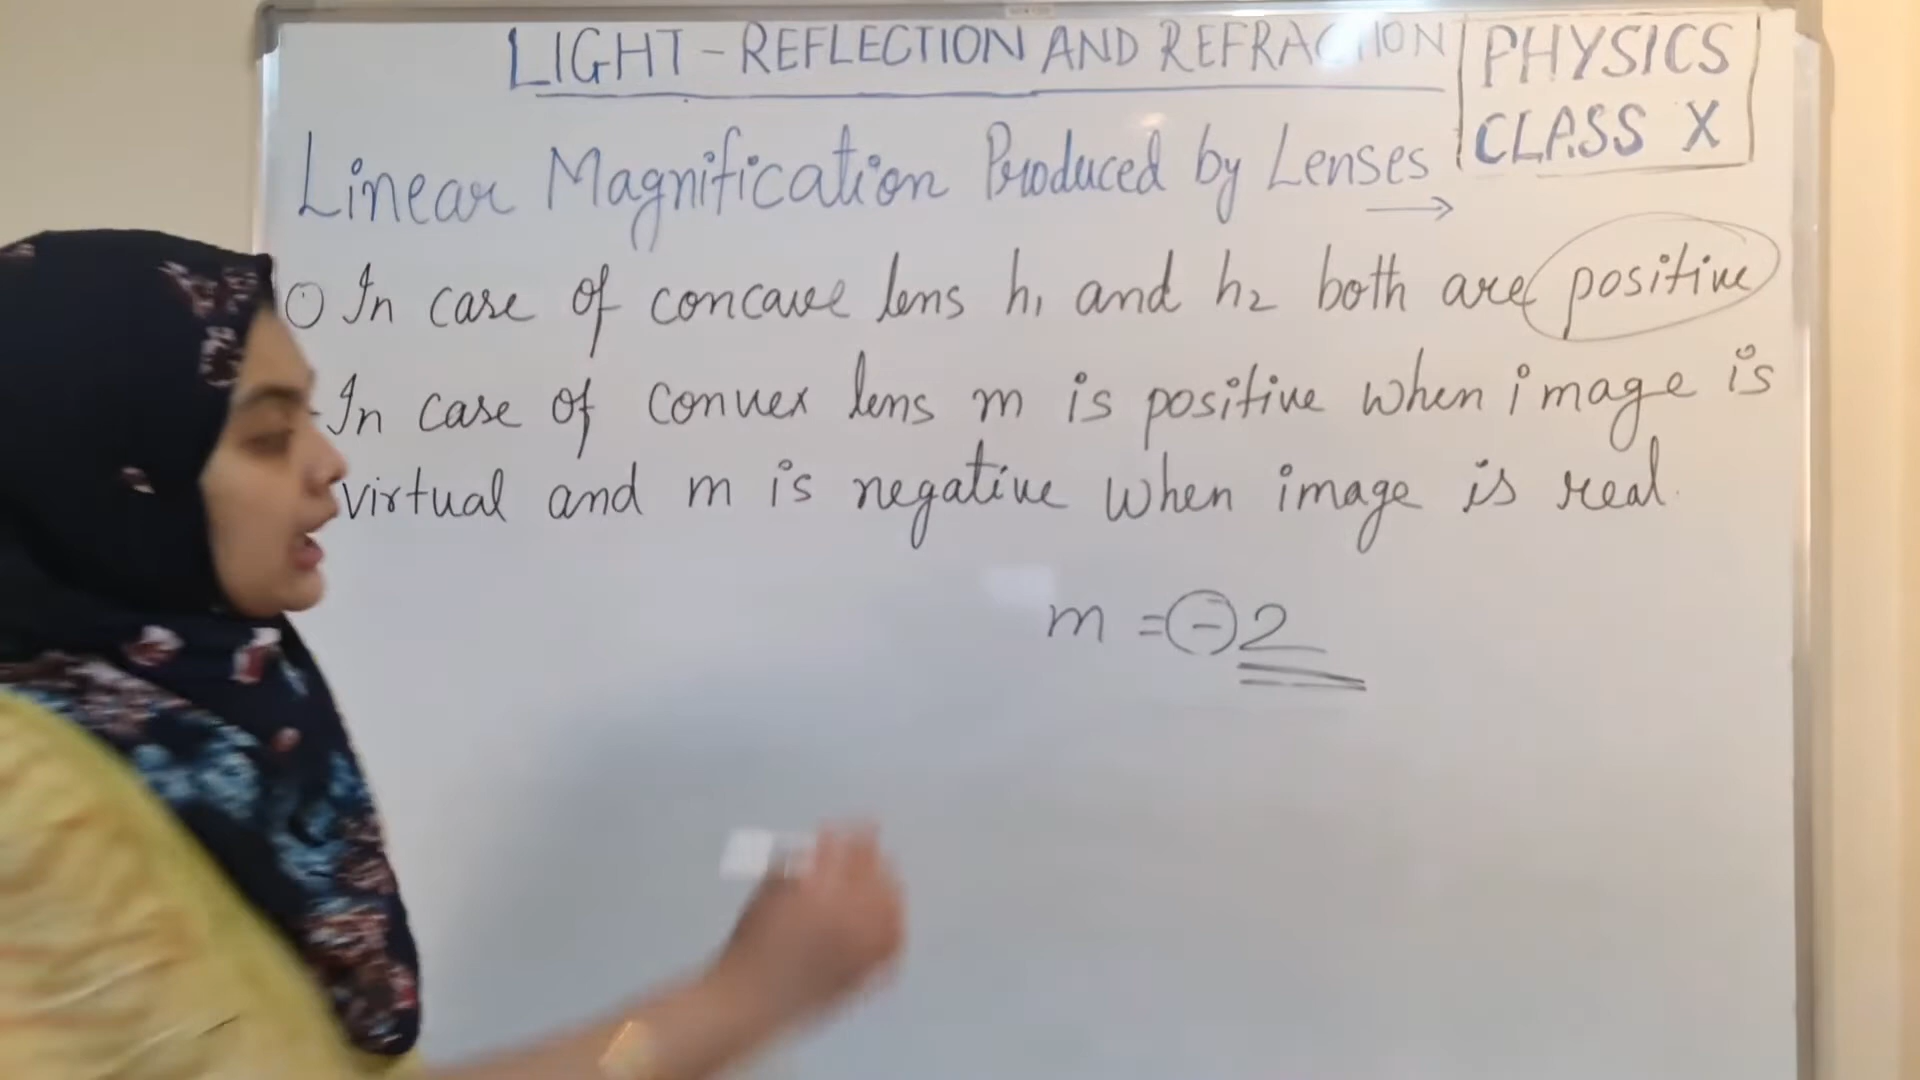 LIGHT - REFLECTION AND REFRACTION
PHYSICS
CLASS X
Linear Magnification Produced by Lenses →
In case of concave lens h₁ and h₂ both are positive
In case of convex lens m is positive when image is
virtual and m is negative when image is real.
m = -2